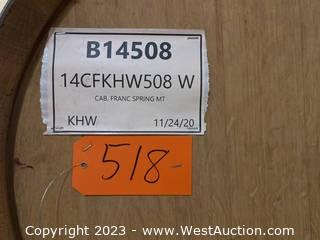 B14508
14CFKHW508 W
CAB. FRANC SPRING MT
KHW 11/24/20
518
Copyright 2023 - www.WestAuction.com